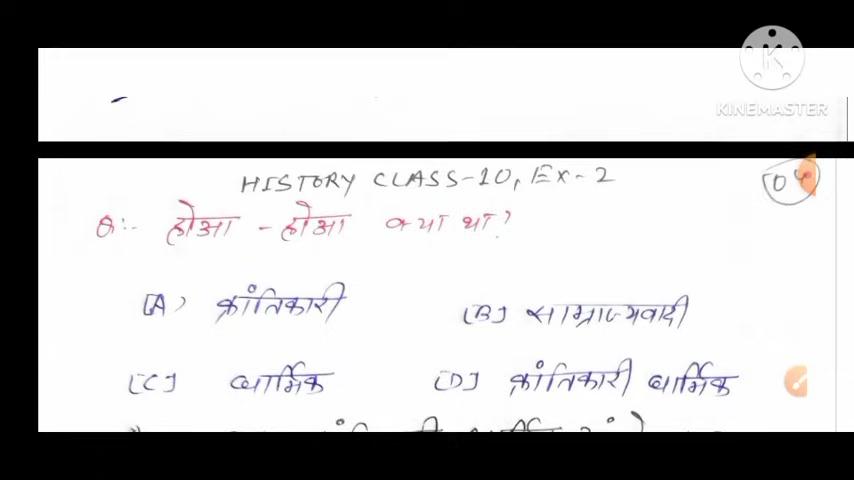 KINEMASTER
HISTORY CLASS-10, Ex-2
Q:- होआ - होआ क्या था?
(A) क्रांतिकारी (B) साम्राज्यवादी
(C) धार्मिक (D) क्रांतिकारी धार्मिक